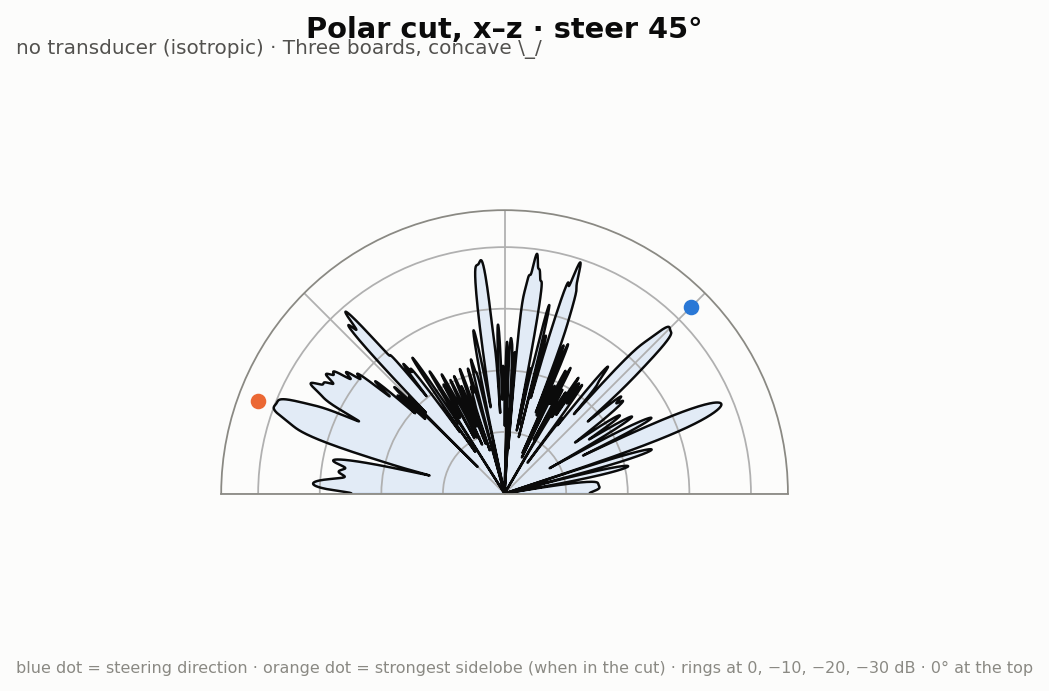 Polar cut, x–z · steer 45°
no transducer (isotropic) · Three boards, concave \_/
blue dot = steering direction · orange dot = strongest sidelobe (when in the cut) · rings at 0, −10, −20, −30 dB · 0° at the top